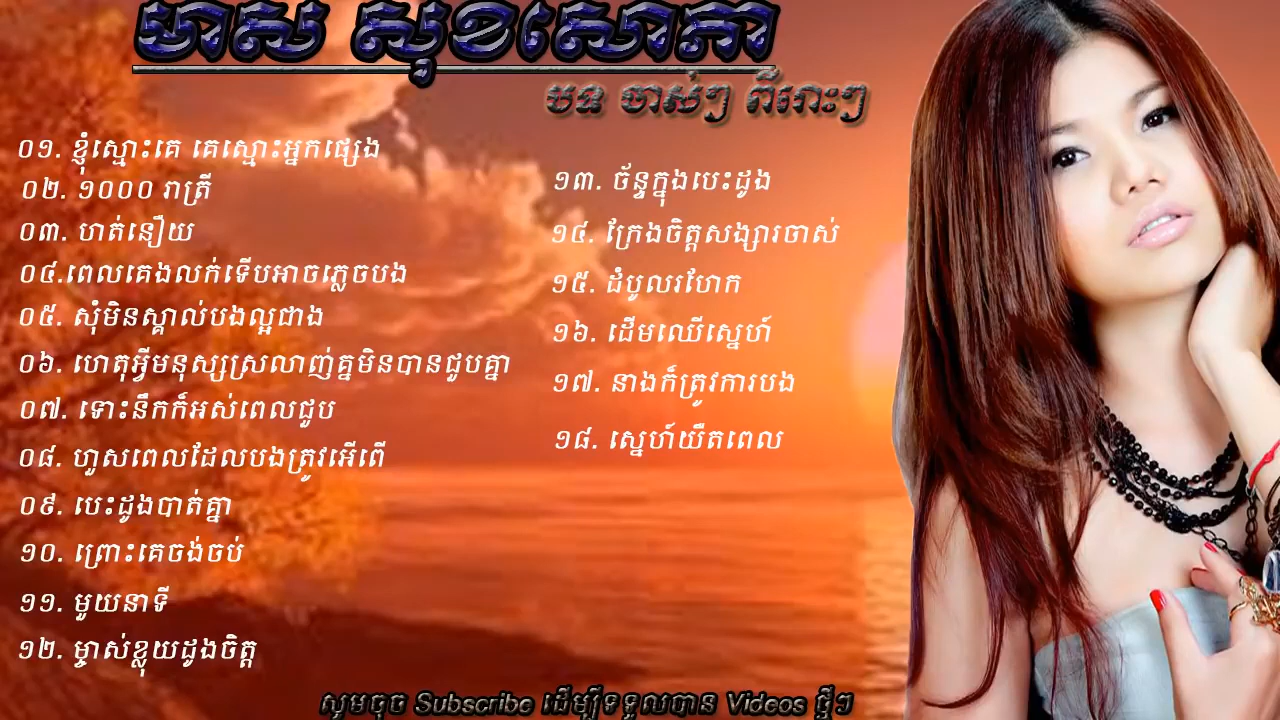 មាស សុខសោភា
បទ ចាស់ៗ ពីរោះៗ
០១. ខ្ញុំស្មោះគេ គេស្មោះអ្នកផ្សេង
០២. ១០០០ រាត្រី
០៣. ហត់នឿយ
០៤.ពេលគេងលក់ទើបអាចភ្លេចបង
០៥. សុំមិនស្គាល់បងល្អជាង
០៦. ហេតុអ្វីមនុស្សស្រលាញ់គ្នមិនបានជួបគ្នា
០៧. ទោះនឹកក៏អស់ពេលជួប
០៨. ហួសពេលដែលបងត្រូវអើពើ
០៩. បេះដូងបាត់គ្នា
១០. ព្រោះគេចង់ចប់
១១. មួយនាទី
១២. ម្ចាស់ខ្លុយដូងចិត្ត
១៣. ច័ន្ទក្នុងបេះដូង
១៤. ក្រែងចិត្តសង្សារចាស់
១៥. ដំបូលរហែក
១៦. ដើមឈើស្នេហ៍
១៧. នាងក៏ត្រូវការបង
១៨. ស្នេហ៍យឺតពេល
សូមចុច Subscribe ដើម្បីទទួលបាន Videos ថ្មីៗ